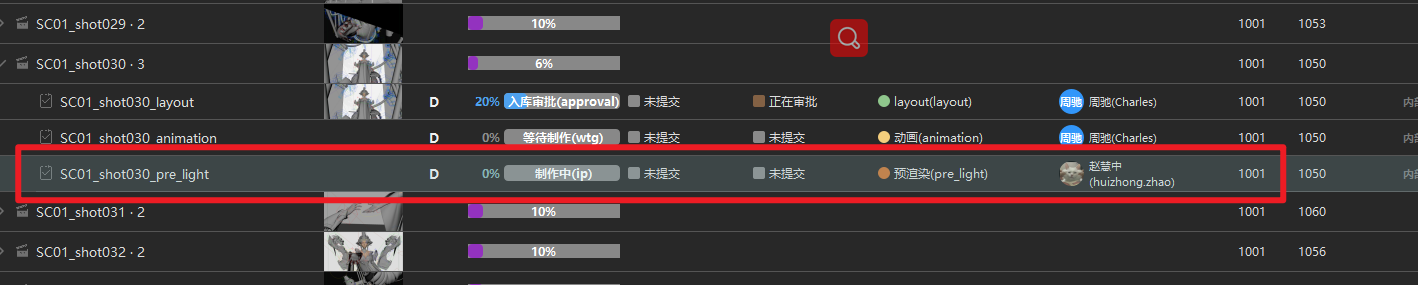 SC01_shot029 · 2 10% 1001 1053
SC01_shot030 · 3 6% 1001 1050
SC01_shot030_layout D 20% 入库审批(approval) 未提交 正在审批 layout(layout) 周驰 周驰(Charles) 1001 1050 内部
SC01_shot030_animation D 0% 等待制作(wtg) 未提交 未提交 动画(animation) 周驰 周驰(Charles) 1001 1050 内部
SC01_shot030_pre_light D 0% 制作中(ip) 未提交 未提交 预渲染(pre_light) 赵慧中 1001 1050 内部
(huizhong.zhao)
SC01_shot031 · 2 10% 1001 1060
SC01_shot032 · 2 10% 1001 1056